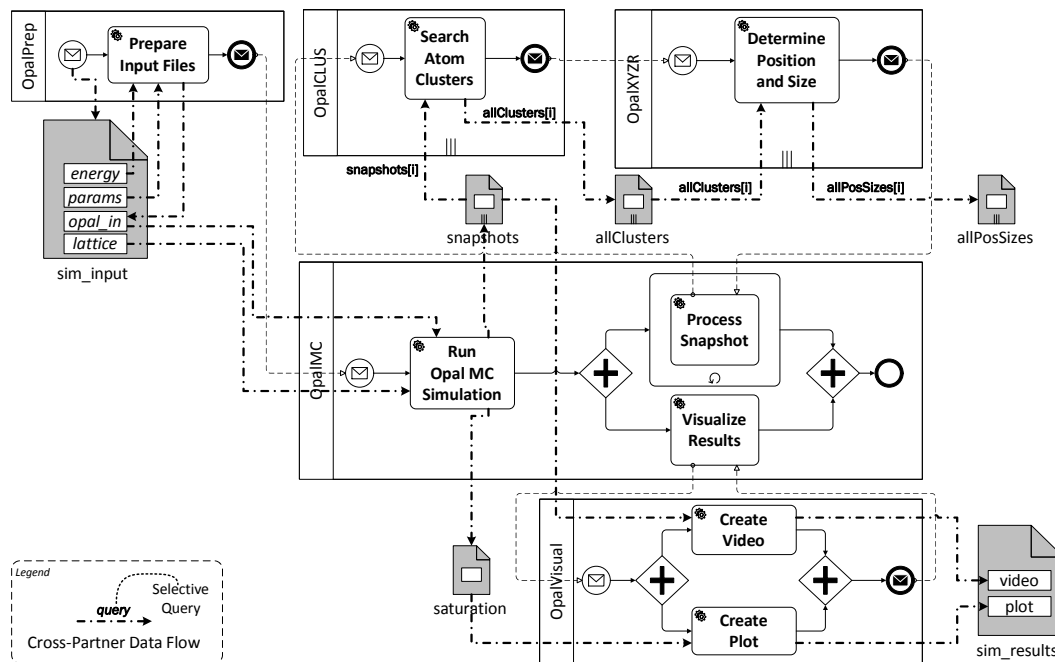 OpalPrep
Prepare
Input Files
OpalCLUS
Search
Atom
Clusters
allClusters[i]
OpalXYZR
Determine
Position
and Size
snapshots[i]
allClusters[i]
allPosSizes[i]
energy
params
opal_in
lattice
sim_input
snapshots
allClusters
allPosSizes
OpalMC
Run
Opal MC
Simulation
Process
Snapshot
Visualize
Results
OpalVisual
Create
Video
Create
Plot
saturation
video
plot
sim_results
Legend
query
Selective
Query
Cross-Partner Data Flow